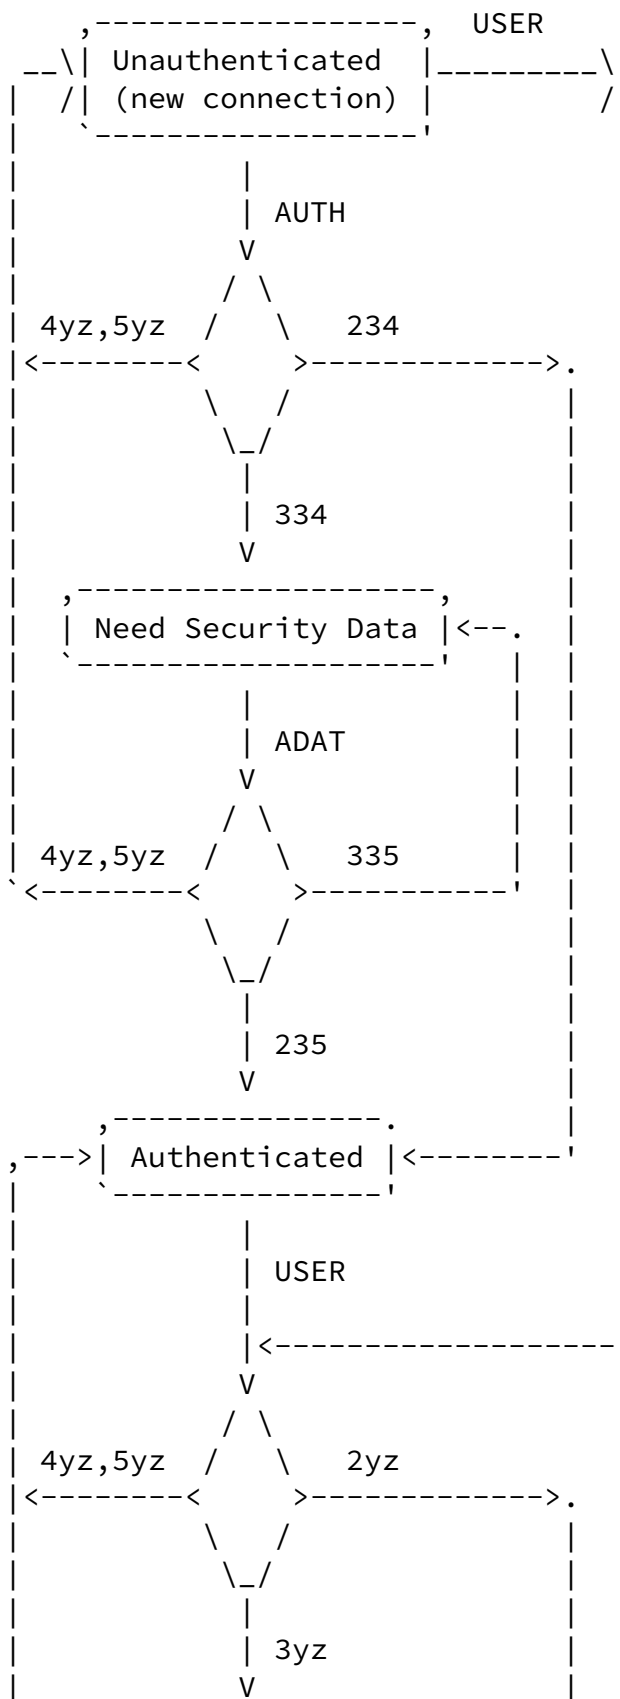 USER
Unauthenticated
(new connection)
AUTH
4yz,5yz 234
334
Need Security Data
ADAT
4yz,5yz 335
235
Authenticated
USER
4yz,5yz 2yz
3yz